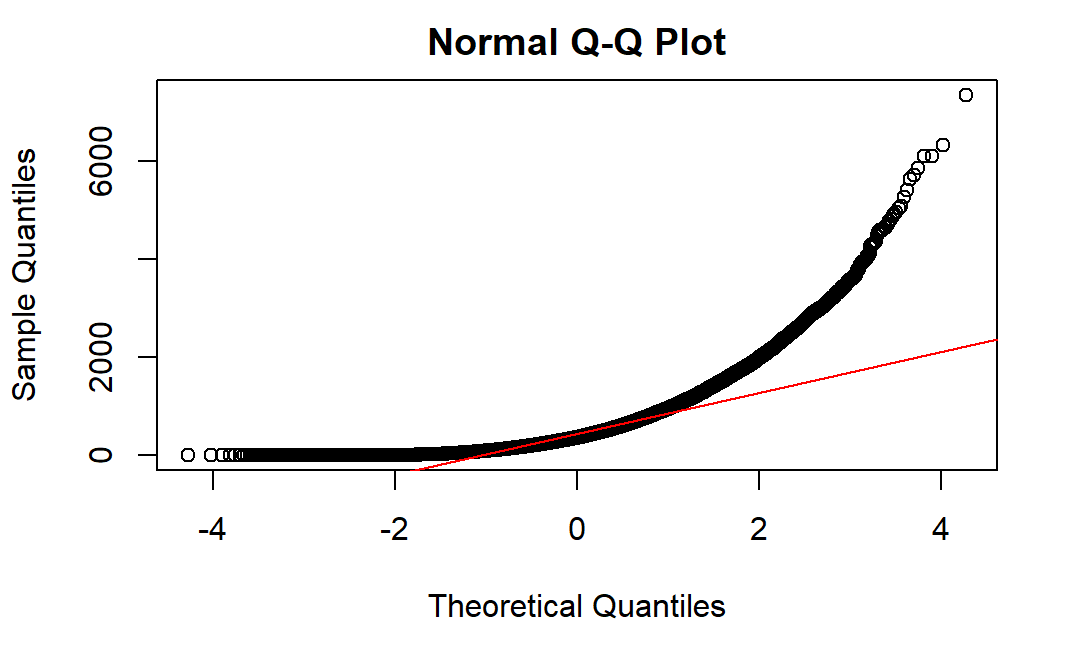 Normal Q-Q Plot
Sample Quantiles
6000
2000
0
-4 -2 0 2 4
Theoretical Quantiles